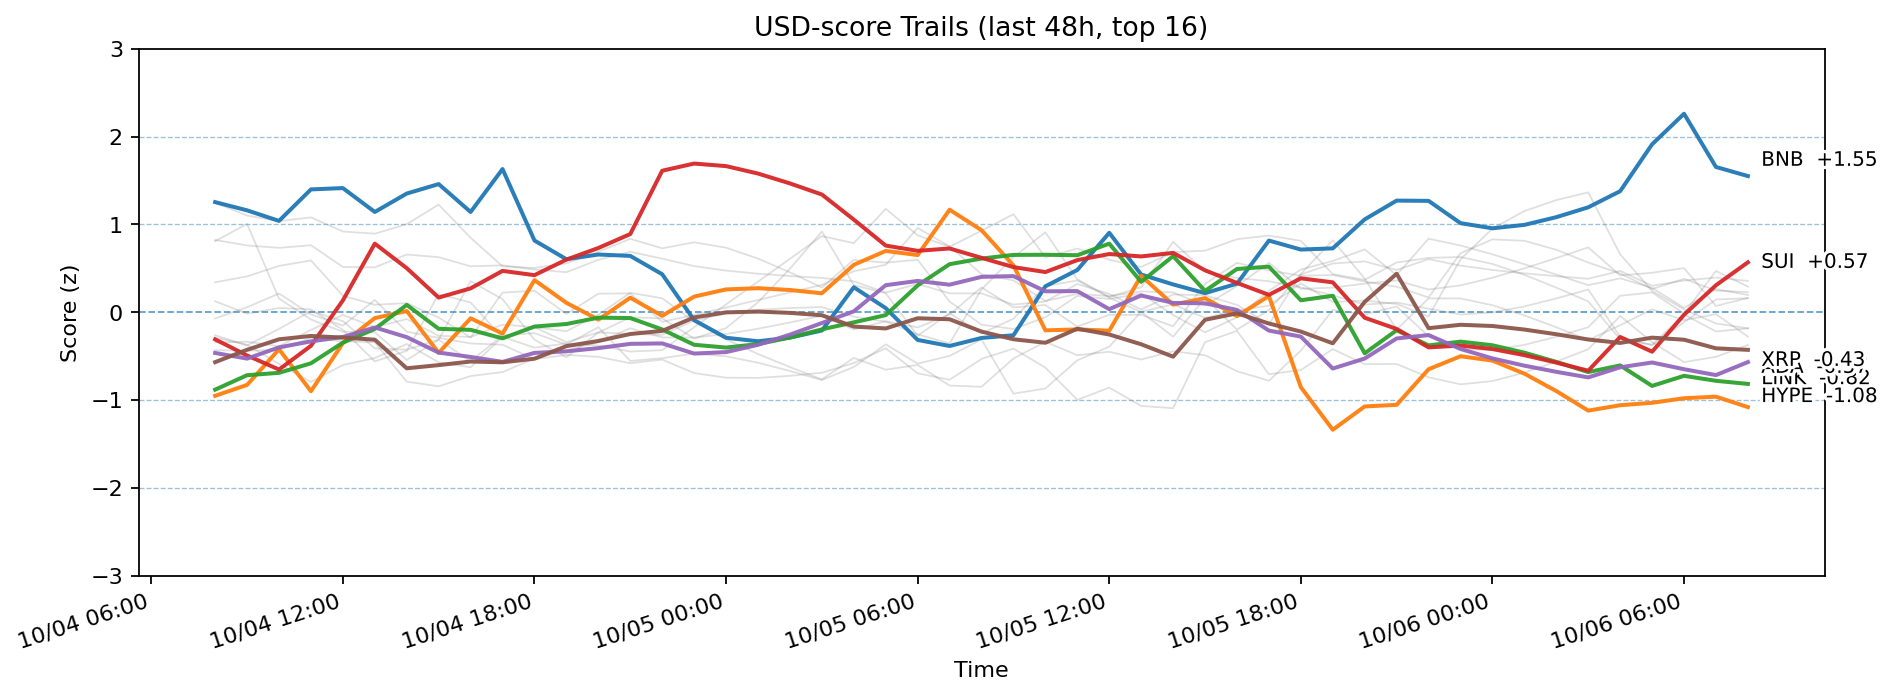 USD-score Trails (last 48h, top 16)
Score (z)
3
2
1
0
−1
−2
−3
BNB +1.55
SUI +0.57
XRP -0.43
LINK -0.82
HYPE -1.08
10/04 06:00
10/04 12:00
10/04 18:00
10/05 00:00
10/05 06:00
10/05 12:00
10/05 18:00
10/06 00:00
10/06 06:00
Time